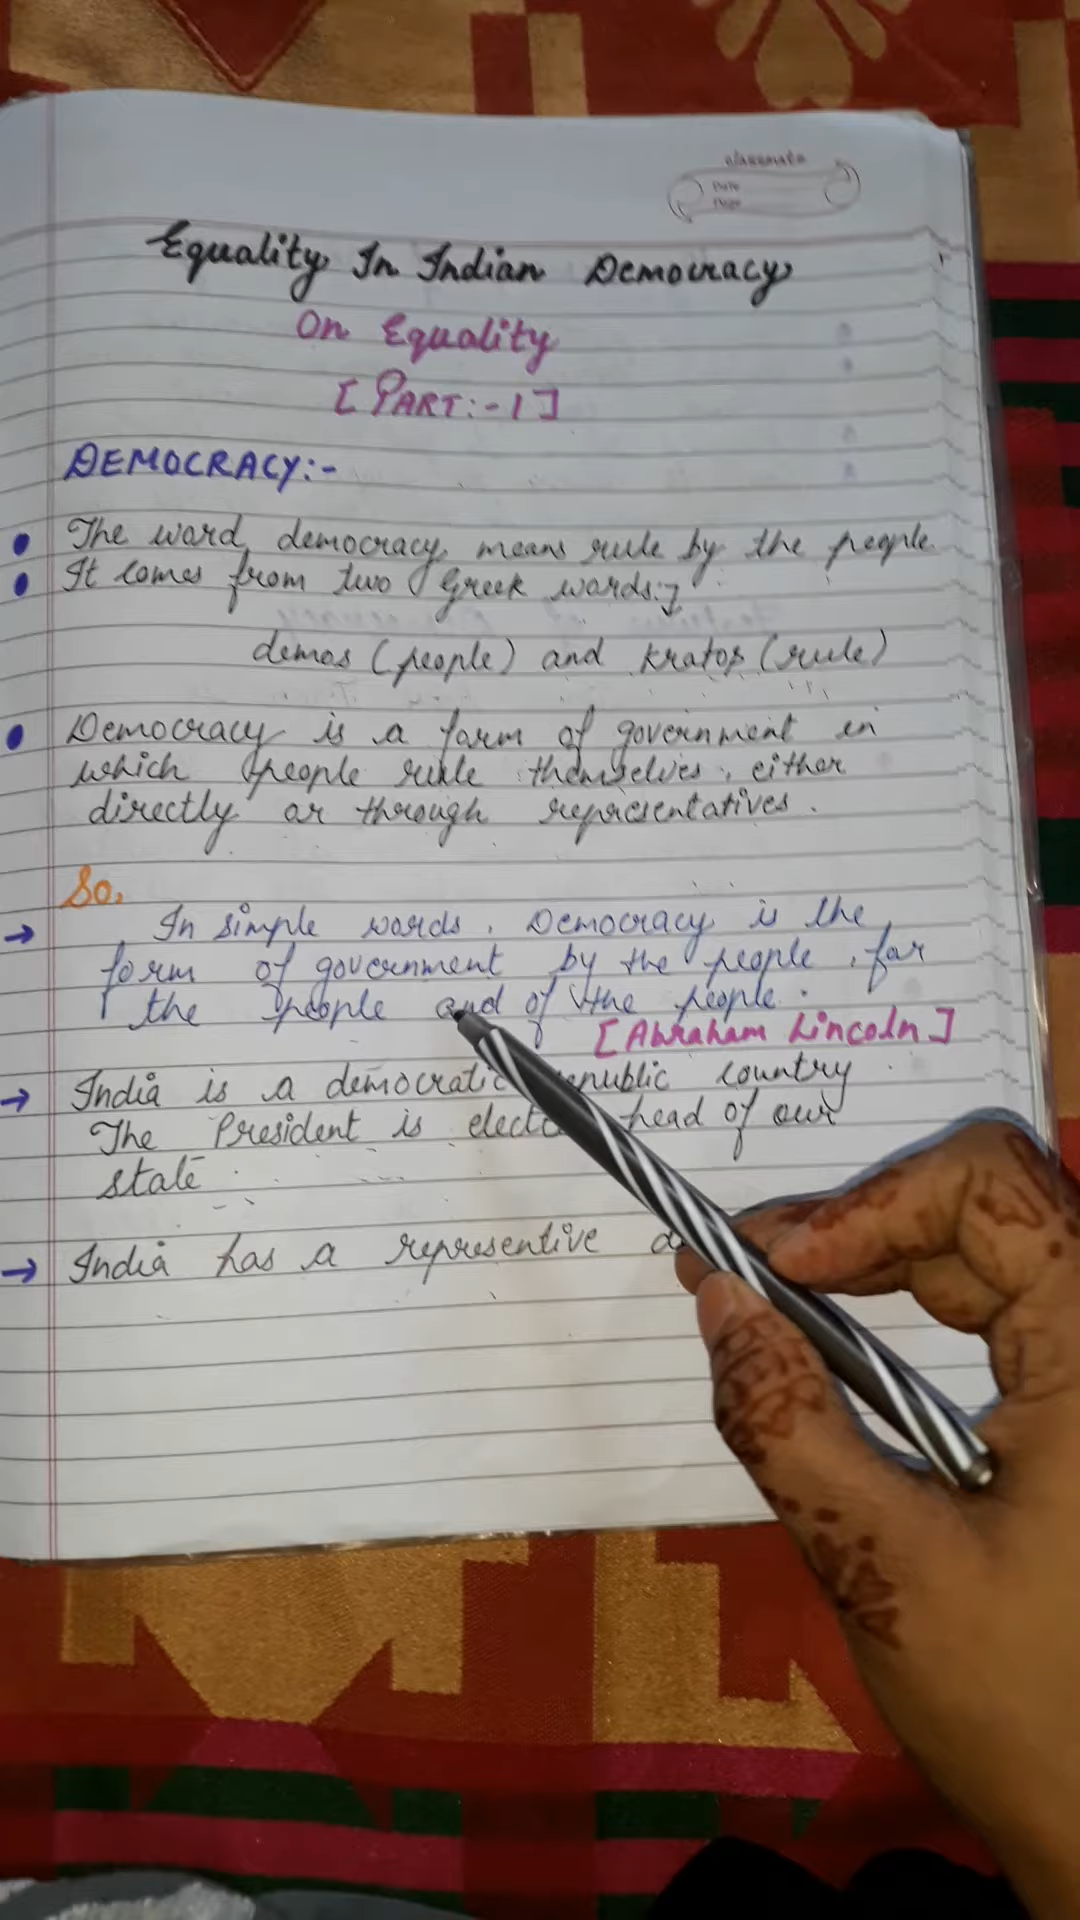 classmate
Date
Page
Equality In Indian Democracy
On Equality
[PART:-1]
DEMOCRACY:-
• The word democracy means rule by the people
• It comes from two Greek words:-
demos (people) and Kratos (rule)
• Democracy is a form of government in
which people rule themselves, either
directly or through representatives.
So,
→ In simple words, Democracy is the
form of government by the people, for
the people and of the people.
[Abraham Lincoln]
→ India is a democratic republic country.
The President is head of our
state
→ India has a representive